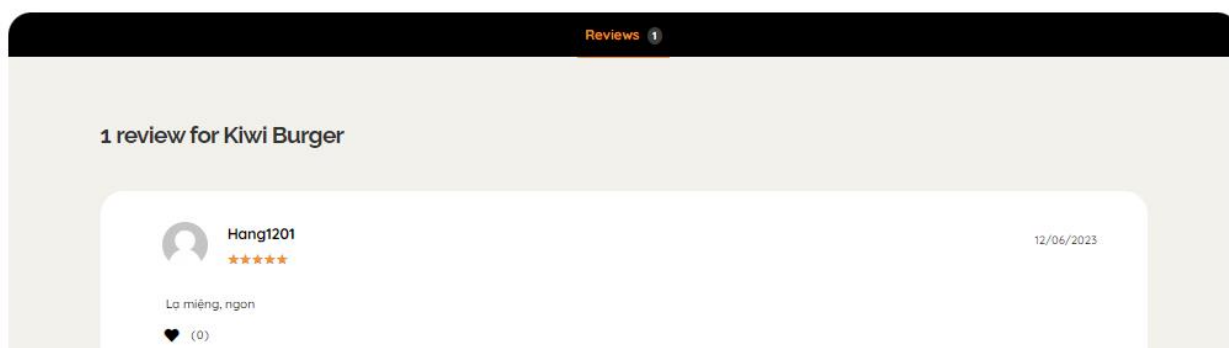 Reviews 1
1 review for Kiwi Burger
Hang1201
12/06/2023
Lạ miệng, ngon
(0)